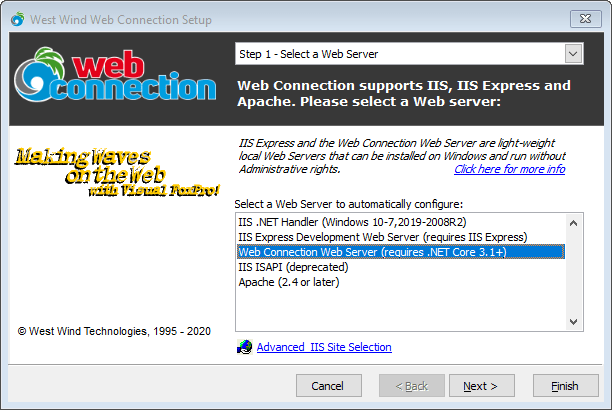 West Wind Web Connection Setup
web
connection
Step 1 - Select a Web Server
Web Connection supports IIS, IIS Express and
Apache. Please select a Web server:
Making Waves
on the Web
with Visual FoxPro!
IIS Express and the Web Connection Web Server are light-weight
local Web Servers that can be installed on Windows and run without
Administrative rights.
Click here for more info
Select a Web Server to automatically configure:
IIS .NET Handler (Windows 10-7,2019-2008R2)
IIS Express Development Web Server (requires IIS Express)
Web Connection Web Server (requires .NET Core 3.1+)
IIS ISAPI (deprecated)
Apache (2.4 or later)
© West Wind Technologies, 1995 - 2020
Advanced IIS Site Selection
Cancel
< Back
Next >
Finish